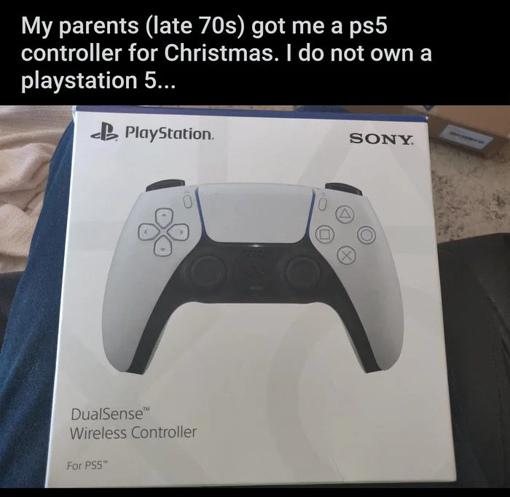 My parents (late 70s) got me a ps5
controller for Christmas. I do not own a
playstation 5...
PlayStation.
SONY.
DualSense™
Wireless Controller
For PS5™